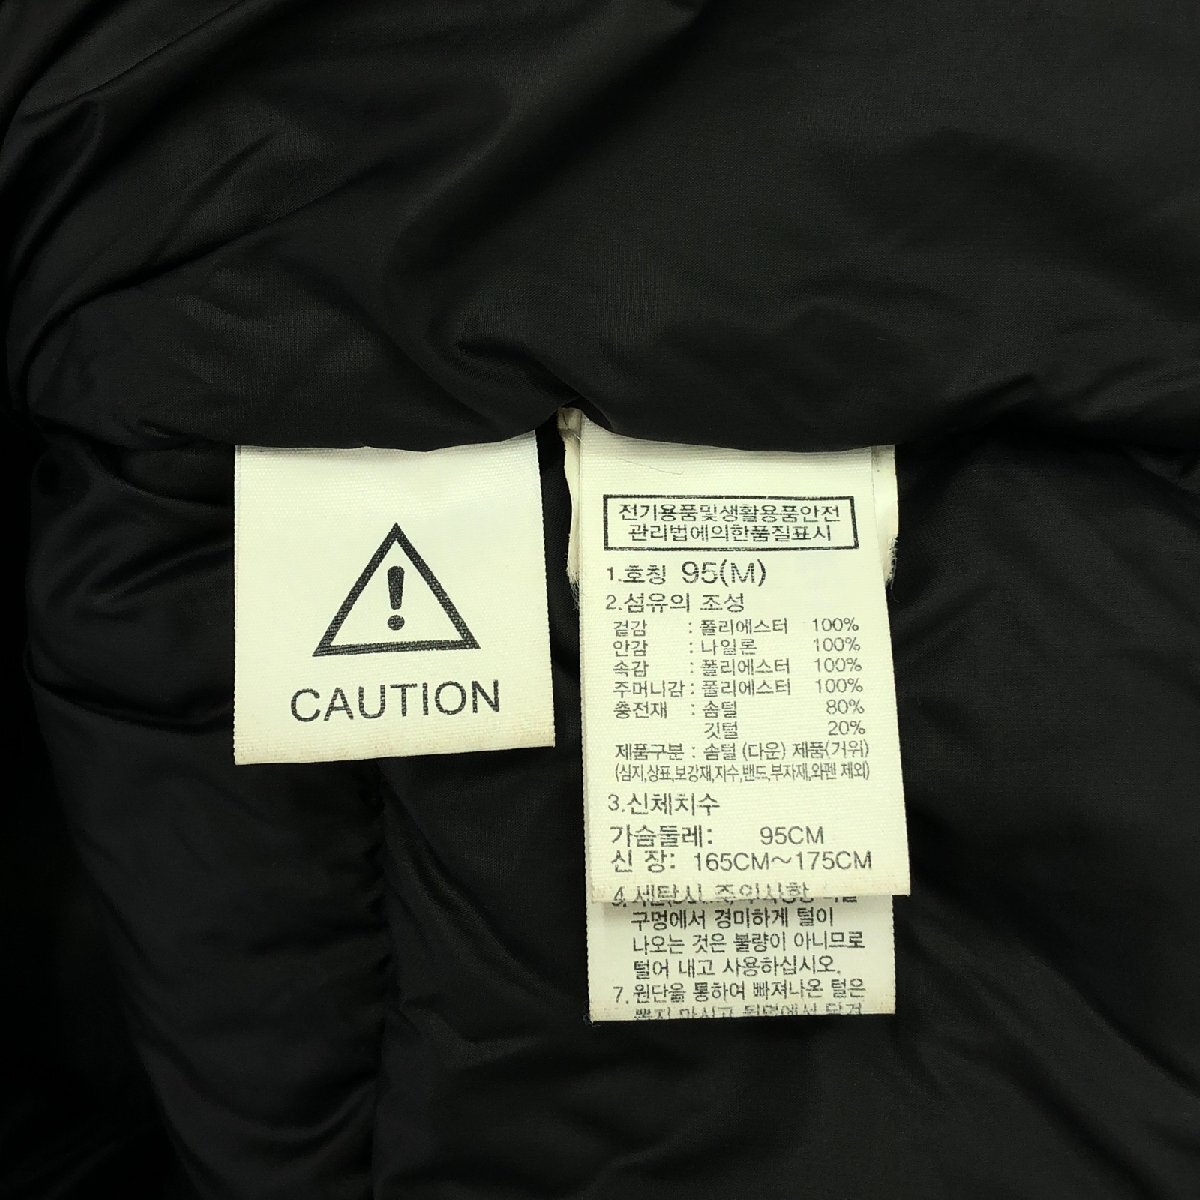 CAUTION
전기용품및생활용품안전
관리법에의한품질표시
1.호칭 95(M)
2.섬유의 조성
겉감 : 폴리에스터 100%
안감 : 나일론 100%
속감 : 폴리에스터 100%
주머니감 : 폴리에스터 100%
충전재 : 솜털 80%
깃털 20%
제품구분 : 솜털 (다운) 제품(거위)
(심지,상표,보강재,자수,밴드,부자재,와펜 제외)
3.신체치수
가슴둘레: 95CM
신 장: 165CM~175CM
4.세탁시 주의사항
구멍에서 경미하게 털이
나오는 것은 불량이 아니므로
털어 내고 사용하십시오.
7.원단을 통하여 빠져나온 털은